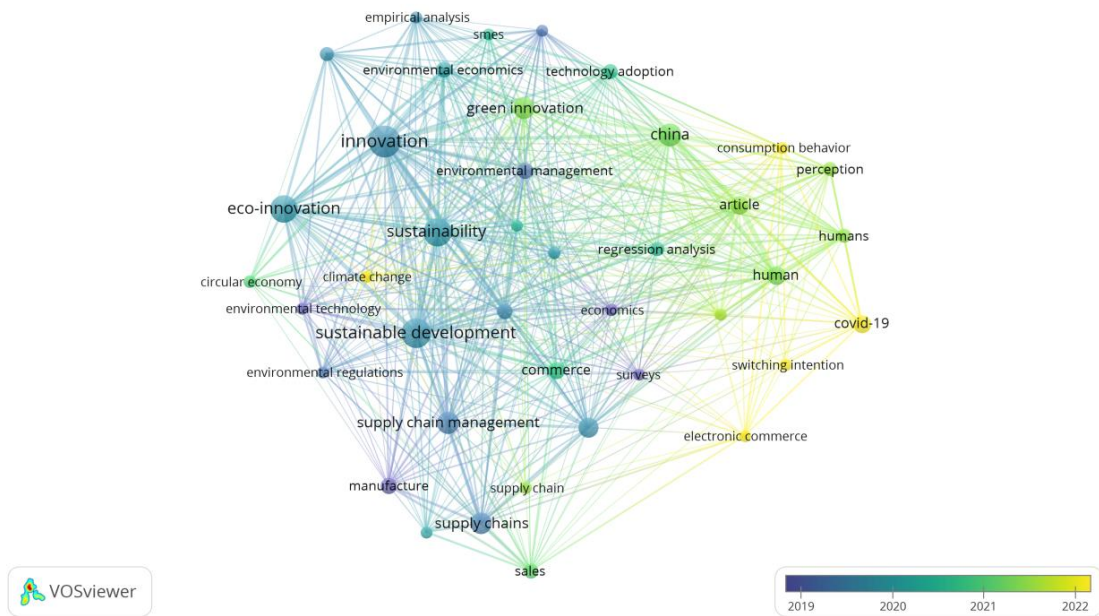 empirical analysis
smes
environmental economics
technology adoption
green innovation
china
innovation
consumption behavior
environmental management
perception
eco-innovation
article
sustainability
humans
regression analysis
human
climate change
circular economy
environmental technology
economics
covid-19
sustainable development
switching intention
environmental regulations
commerce
surveys
supply chain management
electronic commerce
manufacture
supply chain
supply chains
sales
VOSviewer
2019 2020 2021 2022